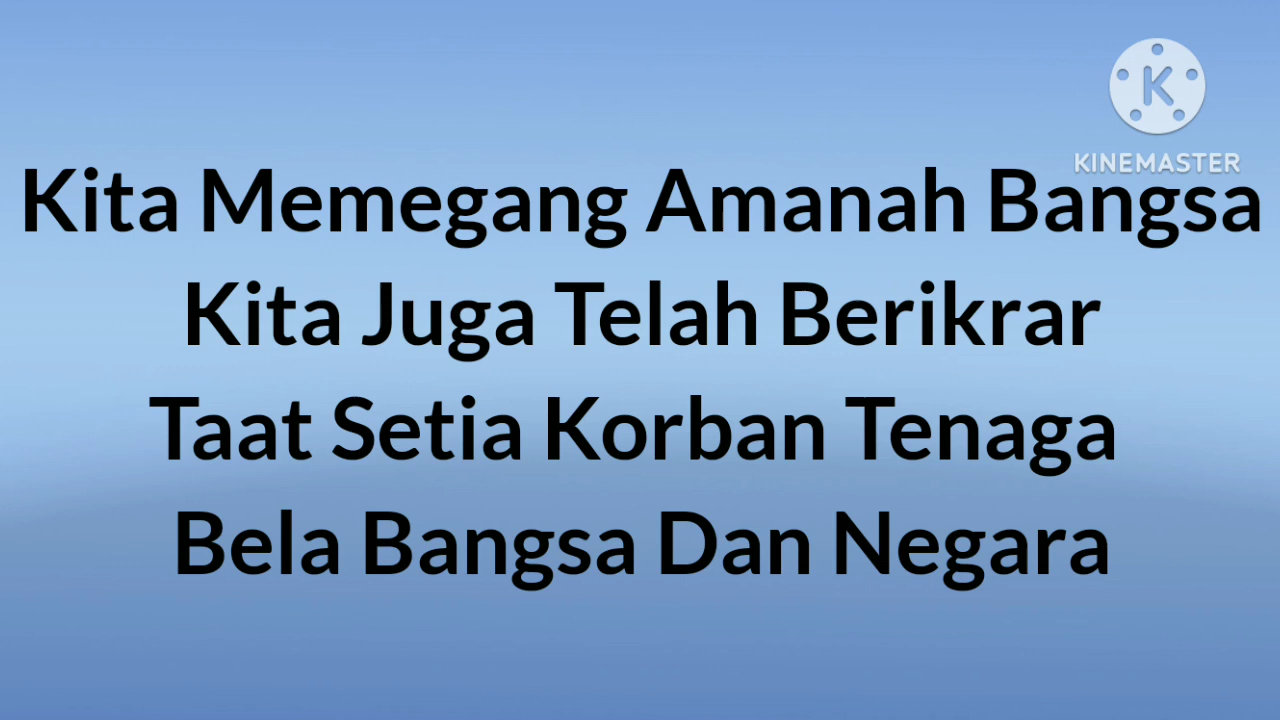 K
KINEMASTER
Kita Memegang Amanah Bangsa
Kita Juga Telah Berikrar
Taat Setia Korban Tenaga
Bela Bangsa Dan Negara